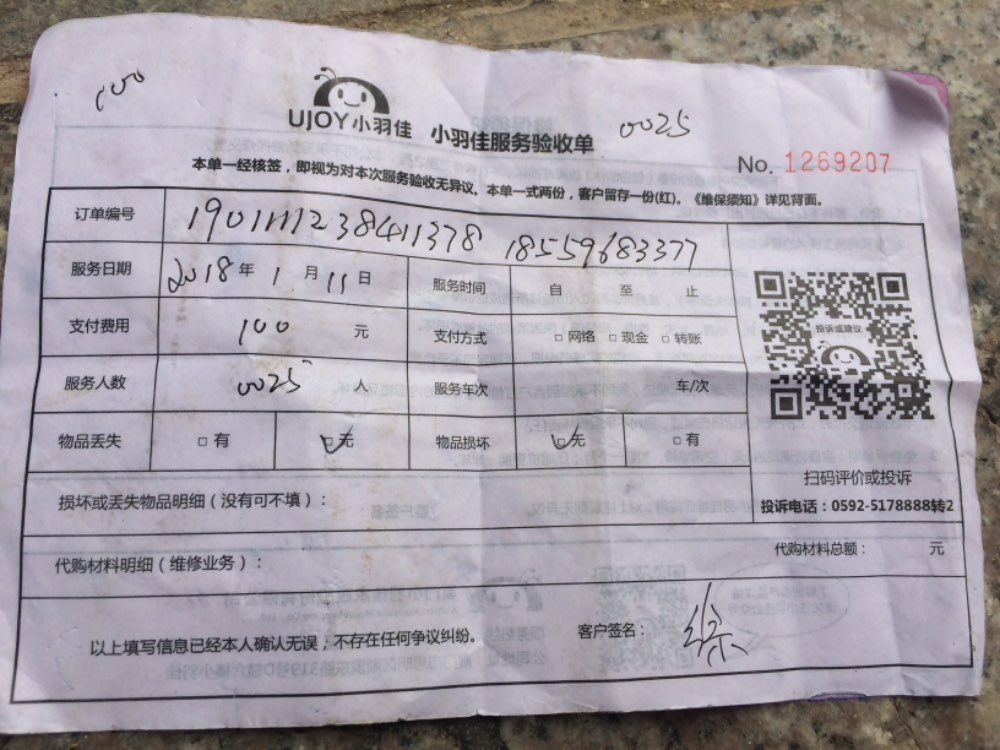 UJOY小羽佳 小羽佳服务验收单 0025
No. 1269207
本单一经核签，即视为对本次服务验收无异议。本单一式两份，客户留存一份(红)。《维保须知》详见背面。
订单编号 18559683377
服务日期 2018年1月11日 服务时间 自 至 止
支付费用 100 元 支付方式 □网络 □现金 □转账
服务人数 0025 人 服务车次 车/次
物品丢失 □有 □无 物品损坏 □无 □有
投诉或建议
扫码评价或投诉
投诉电话：0592-5178888转2
损坏或丢失物品明细（没有可不填）：
代购材料明细（维修业务）： 代购材料总额： 元
以上填写信息已经本人确认无误，不存在任何争议纠纷。 客户签名：